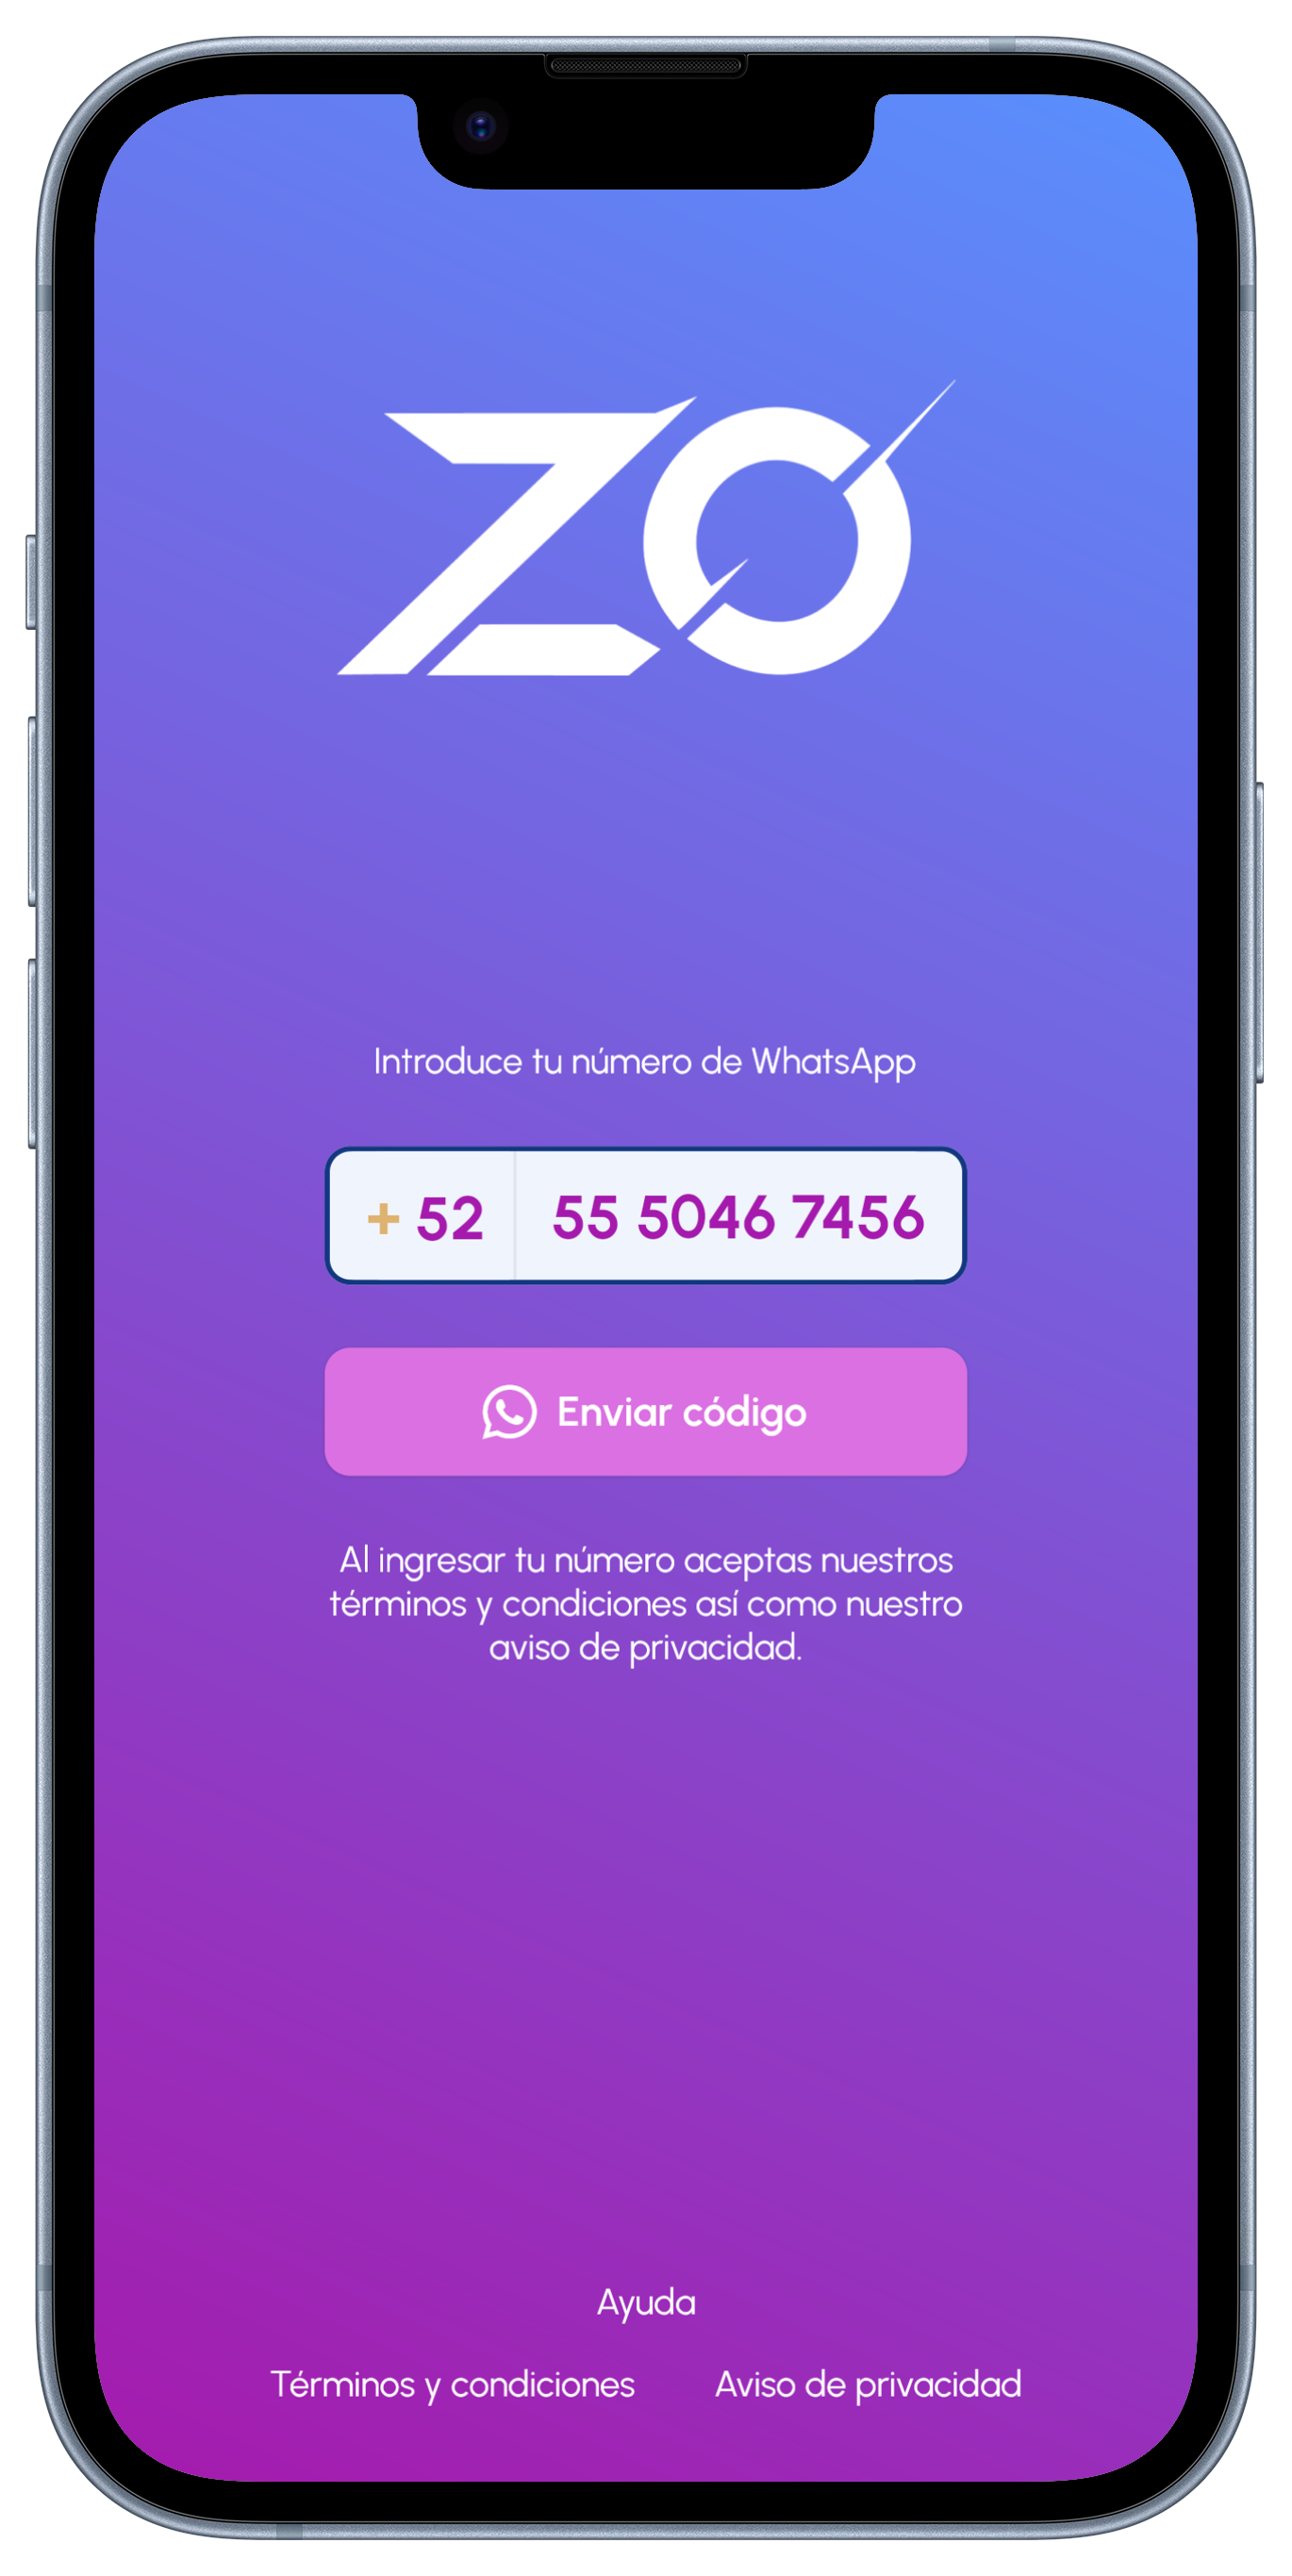 ZO
Introduce tu número de WhatsApp
+ 52 55 5046 7456
Enviar código
Al ingresar tu número aceptas nuestros
términos y condiciones así como nuestro
aviso de privacidad.
Ayuda
Términos y condiciones Aviso de privacidad